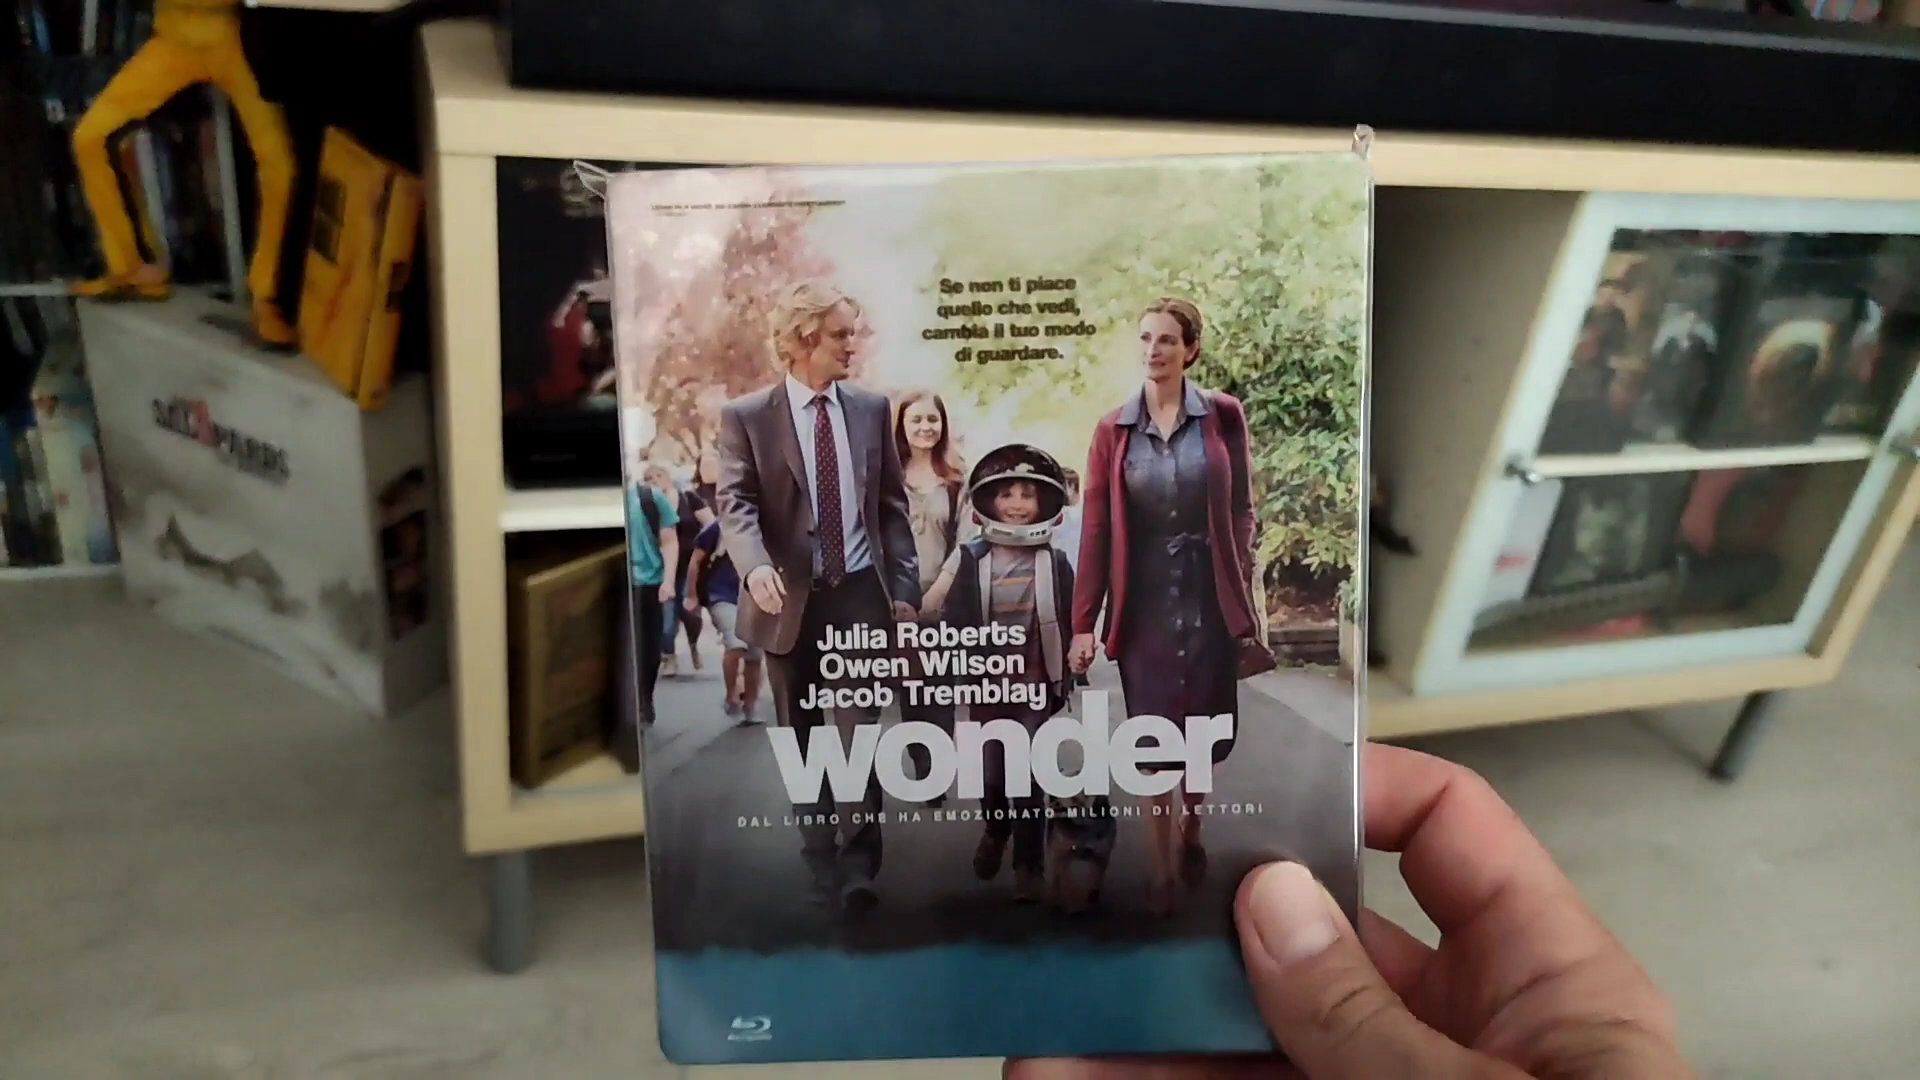 Se non ti piace
quello che vedi,
cambia il tuo modo
di guardare.
Julia Roberts
Owen Wilson
Jacob Tremblay
wonder
DAL LIBRO CHE HA EMOZIONATO MILIONI DI LETTORI